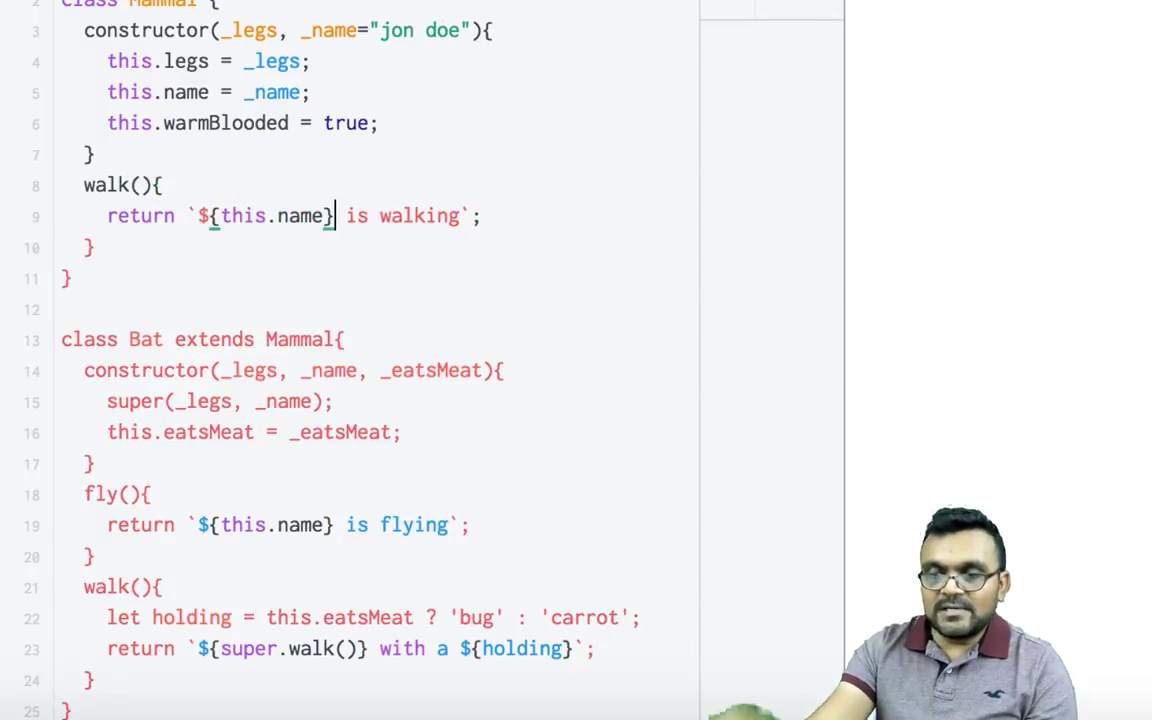 2 class Mammal {
3 constructor(_legs, _name="jon doe"){
4 this.legs = _legs;
5 this.name = _name;
6 this.warmBlooded = true;
7 }
8 walk(){
9 return `${this.name} is walking`;
10 }
11 }
12
13 class Bat extends Mammal{
14 constructor(_legs, _name, _eatsMeat){
15 super(_legs, _name);
16 this.eatsMeat = _eatsMeat;
17 }
18 fly(){
19 return `${this.name} is flying`;
20 }
21 walk(){
22 let holding = this.eatsMeat ? 'bug' : 'carrot';
23 return `${super.walk()} with a ${holding}`;
24 }
25 }